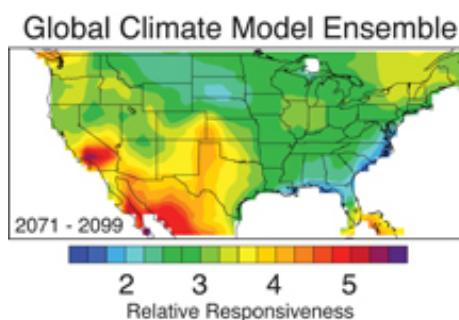 Global Climate Model Ensemble
2071 - 2099
2 3 4 5
Relative Responsiveness